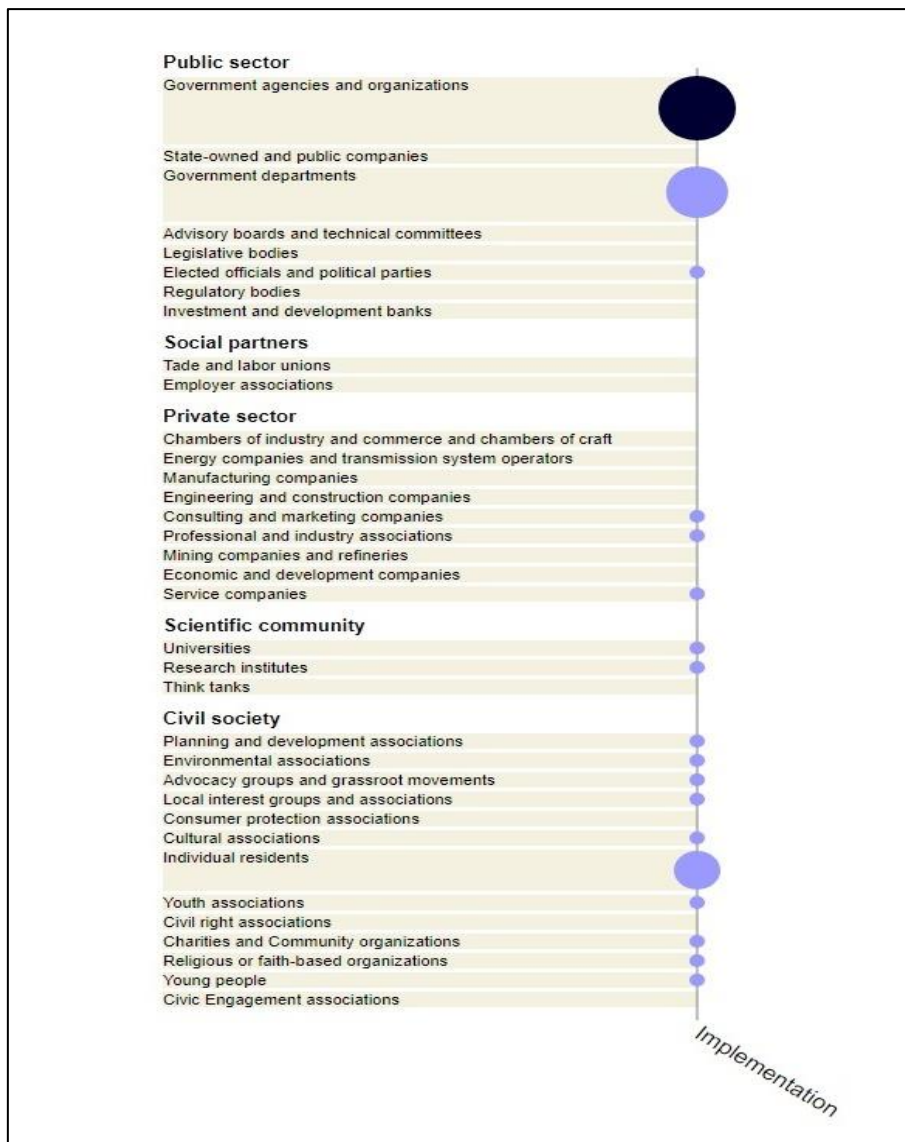 Public sector
Government agencies and organizations
State-owned and public companies
Government departments
Advisory boards and technical committees
Legislative bodies
Elected officials and political parties
Regulatory bodies
Investment and development banks
Social partners
Tade and labor unions
Employer associations
Private sector
Chambers of industry and commerce and chambers of craft
Energy companies and transmission system operators
Manufacturing companies
Engineering and construction companies
Consulting and marketing companies
Professional and industry associations
Mining companies and refineries
Economic and development companies
Service companies
Scientific community
Universities
Research institutes
Think tanks
Civil society
Planning and development associations
Environmental associations
Advocacy groups and grassroot movements
Local interest groups and associations
Consumer protection associations
Cultural associations
Individual residents
Youth associations
Civil right associations
Charities and Community organizations
Religious or faith-based organizations
Young people
Civic Engagement associations
Implementation